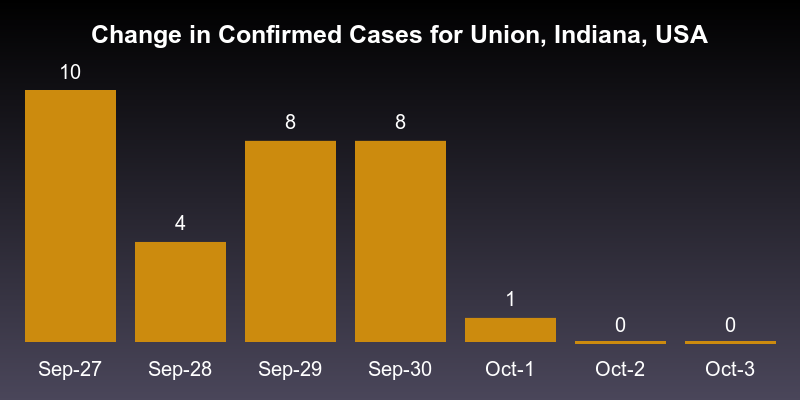 Change in Confirmed Cases for Union, Indiana, USA
10
4
8
8
1
0
0
Sep-27
Sep-28
Sep-29
Sep-30
Oct-1
Oct-2
Oct-3